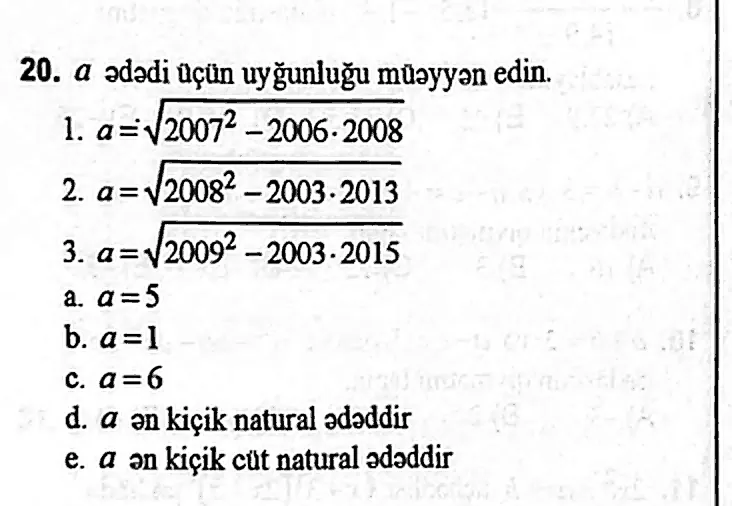 20. a ədədi üçün uyğunluğu müəyyən edin.
1. a=√2007² −2006·2008
2. a=√2008² −2003·2013
3. a=√2009² −2003·2015
a. a=5
b. a=1
c. a=6
d. a ən kiçik natural ədəddir
e. a ən kiçik cüt natural ədəddir